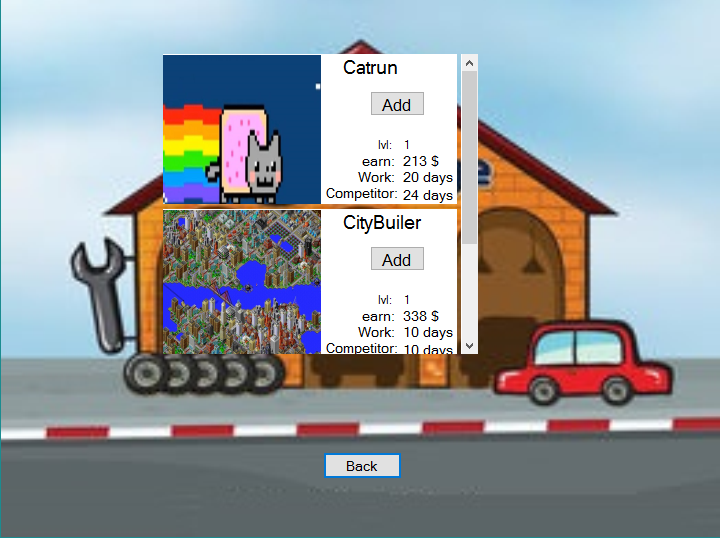 Catrun
Add
lvl: 1
earn: 213 $
Work: 20 days
Competitor: 24 days
CityBuiler
Add
lvl: 1
earn: 338 $
Work: 10 days
Competitor: 10 days
Back